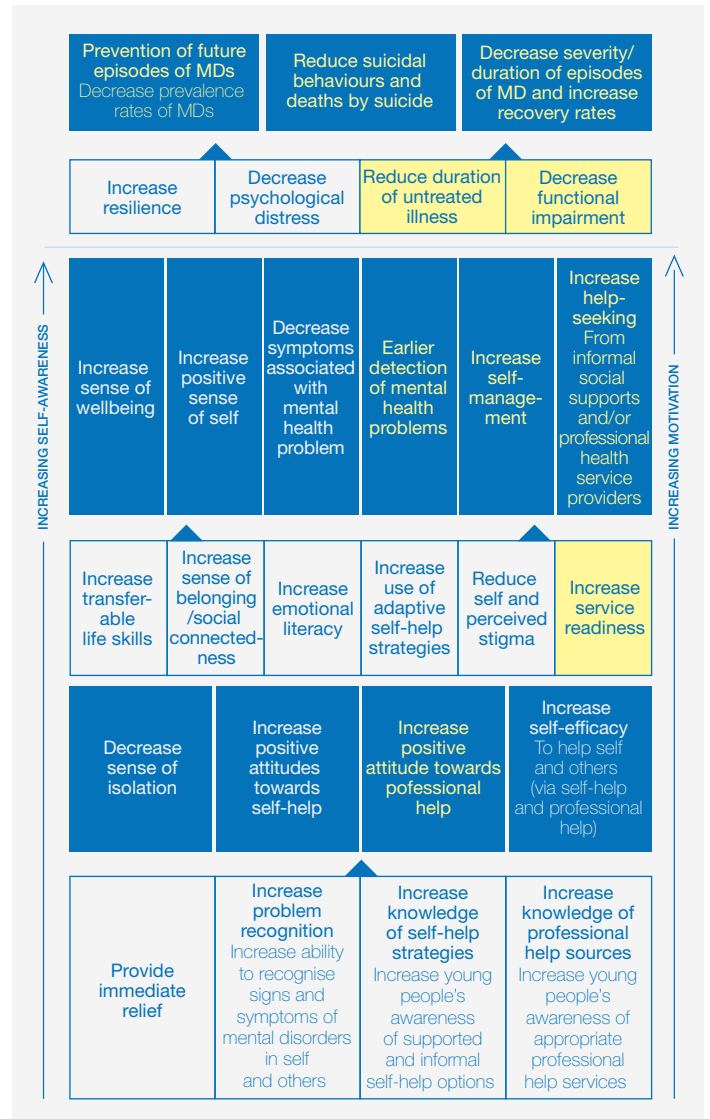 Prevention of future
episodes of MDs
Decrease prevalence
rates of MDs
Reduce suicidal
behaviours and
deaths by suicide
Decrease severity/
duration of episodes
of MD and increase
recovery rates
Increase
resilience
Decrease
psychological
distress
Reduce duration
of untreated
illness
Decrease
functional
impairment
INCREASING SELF-AWARENESS
Increase
sense of
wellbeing
Increase
positive
sense
of self
Decrease
symptoms
associated
with
mental
health
problem
Earlier
detection
of mental
health
problems
Increase
self-
manage-
ment
Increase
help-
seeking
From
informal
social
supports
and/or
professional
health
service
providers
INCREASING MOTIVATION
Increase
transfer-
able
life skills
Increase
sense of
belonging
/social
connected-
ness
Increase
emotional
literacy
Increase
use of
adaptive
self-help
strategies
Reduce
self and
perceived
stigma
Increase
service
readiness
Decrease
sense of
isolation
Increase
positive
attitudes
towards
self-help
Increase
positive
attitude towards
pofessional
help
Increase
self-efficacy
To help self
and others
(via self-help
and professional
help)
Provide
immediate
relief
Increase
problem
recognition
Increase ability
to recognise
signs and
symptoms of
mental disorders
in self
and others
Increase
knowledge
of self-help
strategies
Increase young
people's
awareness
of supported
and informal
self-help options
Increase
knowledge of
professional
help sources
Increase young
people's
awareness of
appropriate
professional
help services